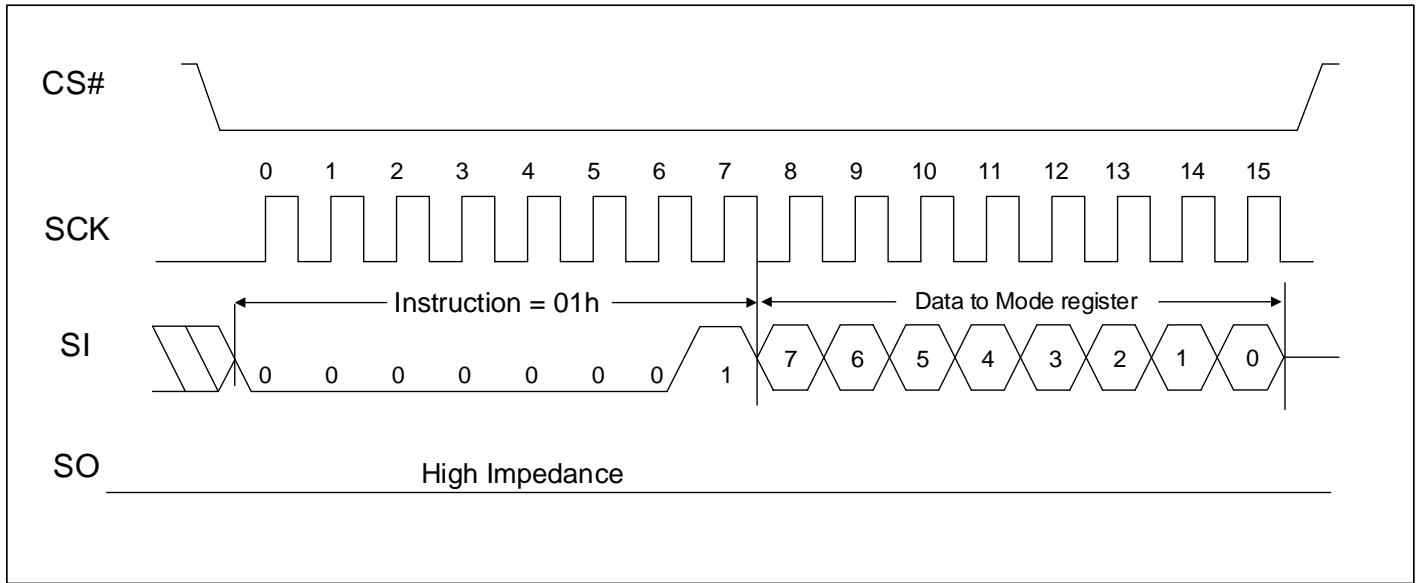 CS#
0 1 2 3 4 5 6 7 8 9 10 11 12 13 14 15
SCK
Instruction = 01h Data to Mode register
SI
0 0 0 0 0 0 0 1 7 6 5 4 3 2 1 0
SO
High Impedance